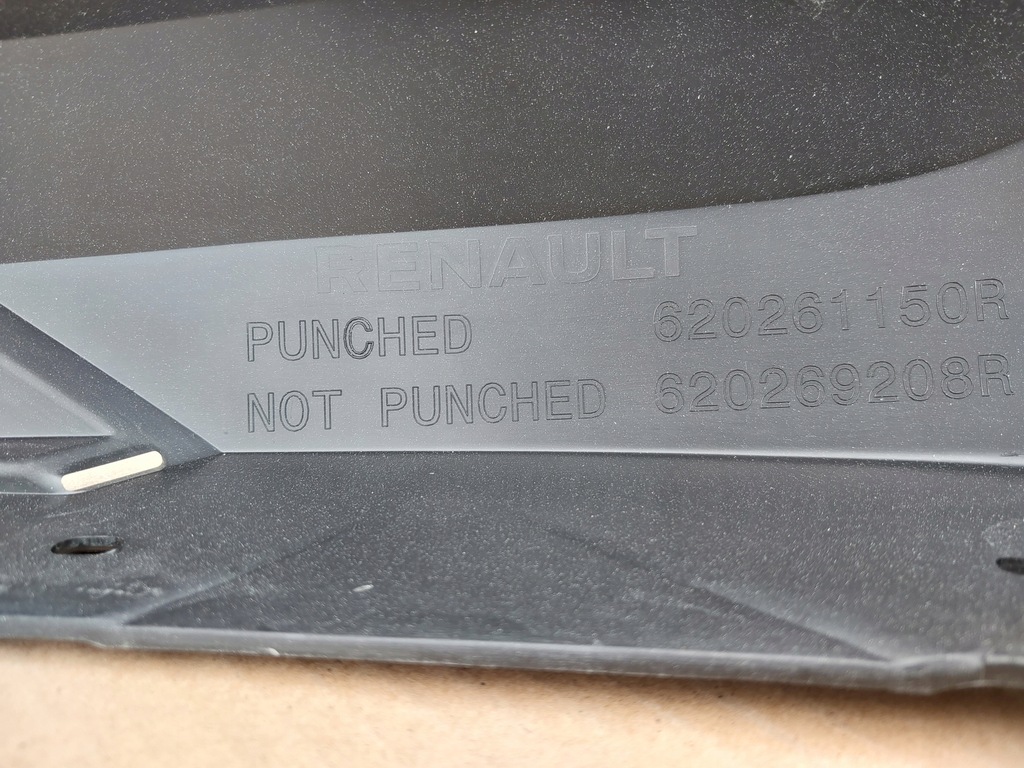 RENAULT
PUNCHED 620261150R
NOT PUNCHED 620269208R